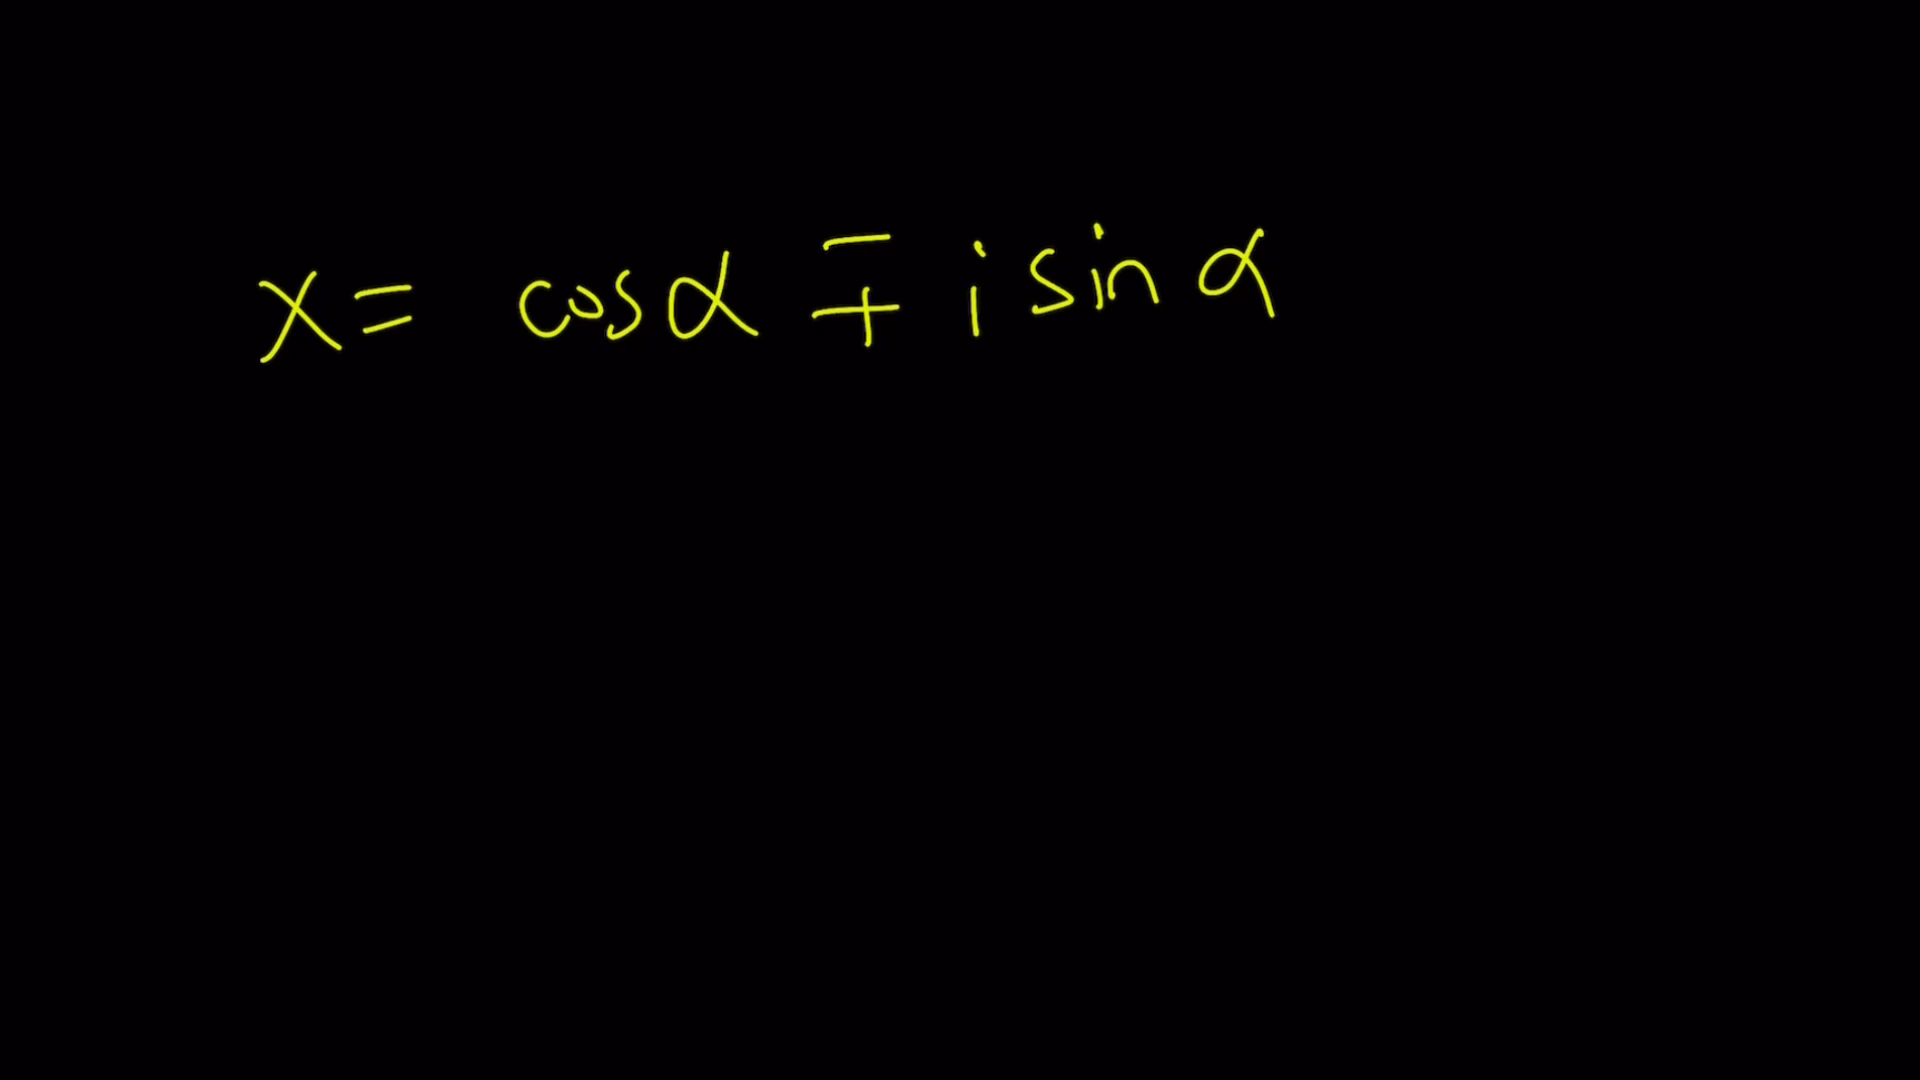 x = cos α ∓ i sin α